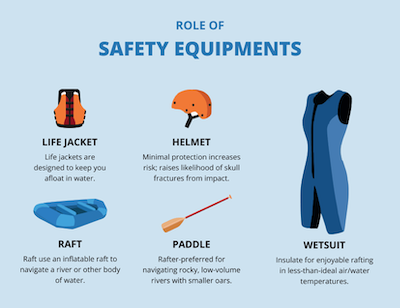 ROLE OF
SAFETY EQUIPMENTS
LIFE JACKET
Life jackets are
designed to keep you
afloat in water.
HELMET
Minimal protection increases
risk; raises likelihood of skull
fractures from impact.
RAFT
Raft use an inflatable raft to
navigate a river or other body
of water.
PADDLE
Rafter-preferred for
navigating rocky, low-volume
rivers with smaller oars.
WETSUIT
Insulate for enjoyable rafting
in less-than-ideal air/water
temperatures.